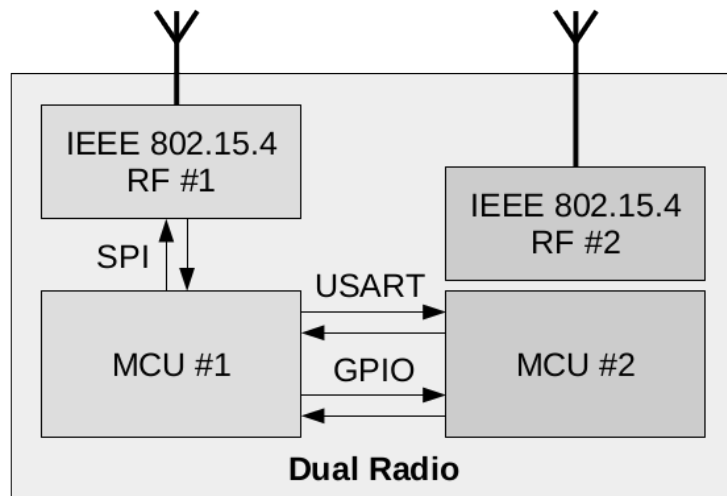 IEEE 802.15.4
RF #1
IEEE 802.15.4
RF #2
SPI
USART
MCU #1
GPIO
MCU #2
Dual Radio